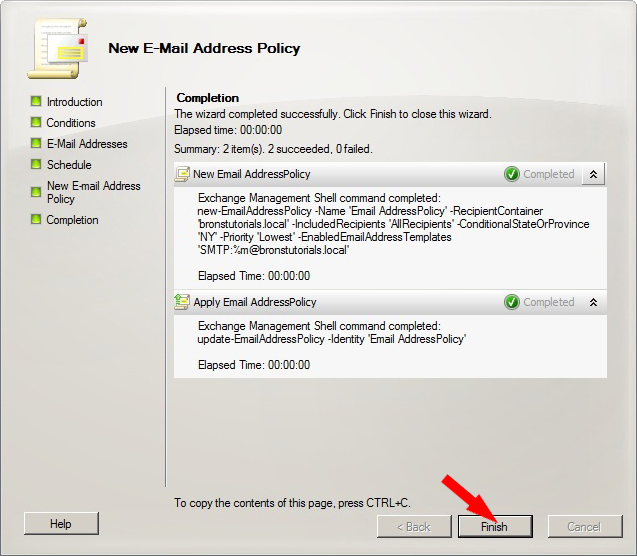 New E-Mail Address Policy
Introduction
Conditions
E-Mail Addresses
Schedule
New E-mail Address
Policy
Completion
Completion
The wizard completed successfully. Click Finish to close this wizard.
Elapsed time: 00:00:00
Summary: 2 item(s). 2 succeeded, 0 failed.
New Email AddressPolicy Completed
Exchange Management Shell command completed:
new-EmailAddressPolicy -Name 'Email AddressPolicy' -RecipientContainer
'bronstutorials.local' -IncludedRecipients 'AllRecipients' -ConditionalStateOrProvince
'NY' -Priority 'Lowest' -EnabledEmailAddressTemplates
'SMTP:%m@bronstutorials.local'
Elapsed Time: 00:00:00
Apply Email AddressPolicy Completed
Exchange Management Shell command completed:
update-EmailAddressPolicy -Identity 'Email AddressPolicy'
Elapsed Time: 00:00:00
To copy the contents of this page, press CTRL+C.
Help < Back Finish Cancel